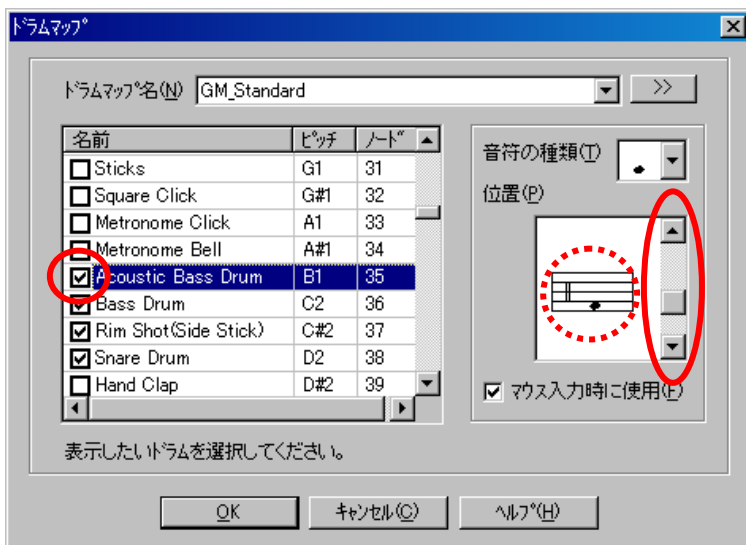 ドラムマップ
ドラムマップ名(N) GM_Standard >>
名前 ピッチ ノード
Sticks G1 31
Square Click G#1 32
Metronome Click A1 33
Metronome Bell A#1 34
Acoustic Bass Drum B1 35
Bass Drum C2 36
Rim Shot(Side Stick) C#2 37
Snare Drum D2 38
Hand Clap D#2 39
音符の種類(T)
位置(P)
マウス入力時に使用(E)
表示したいドラムを選択してください。
OK キャンセル(C) ヘルプ(H)